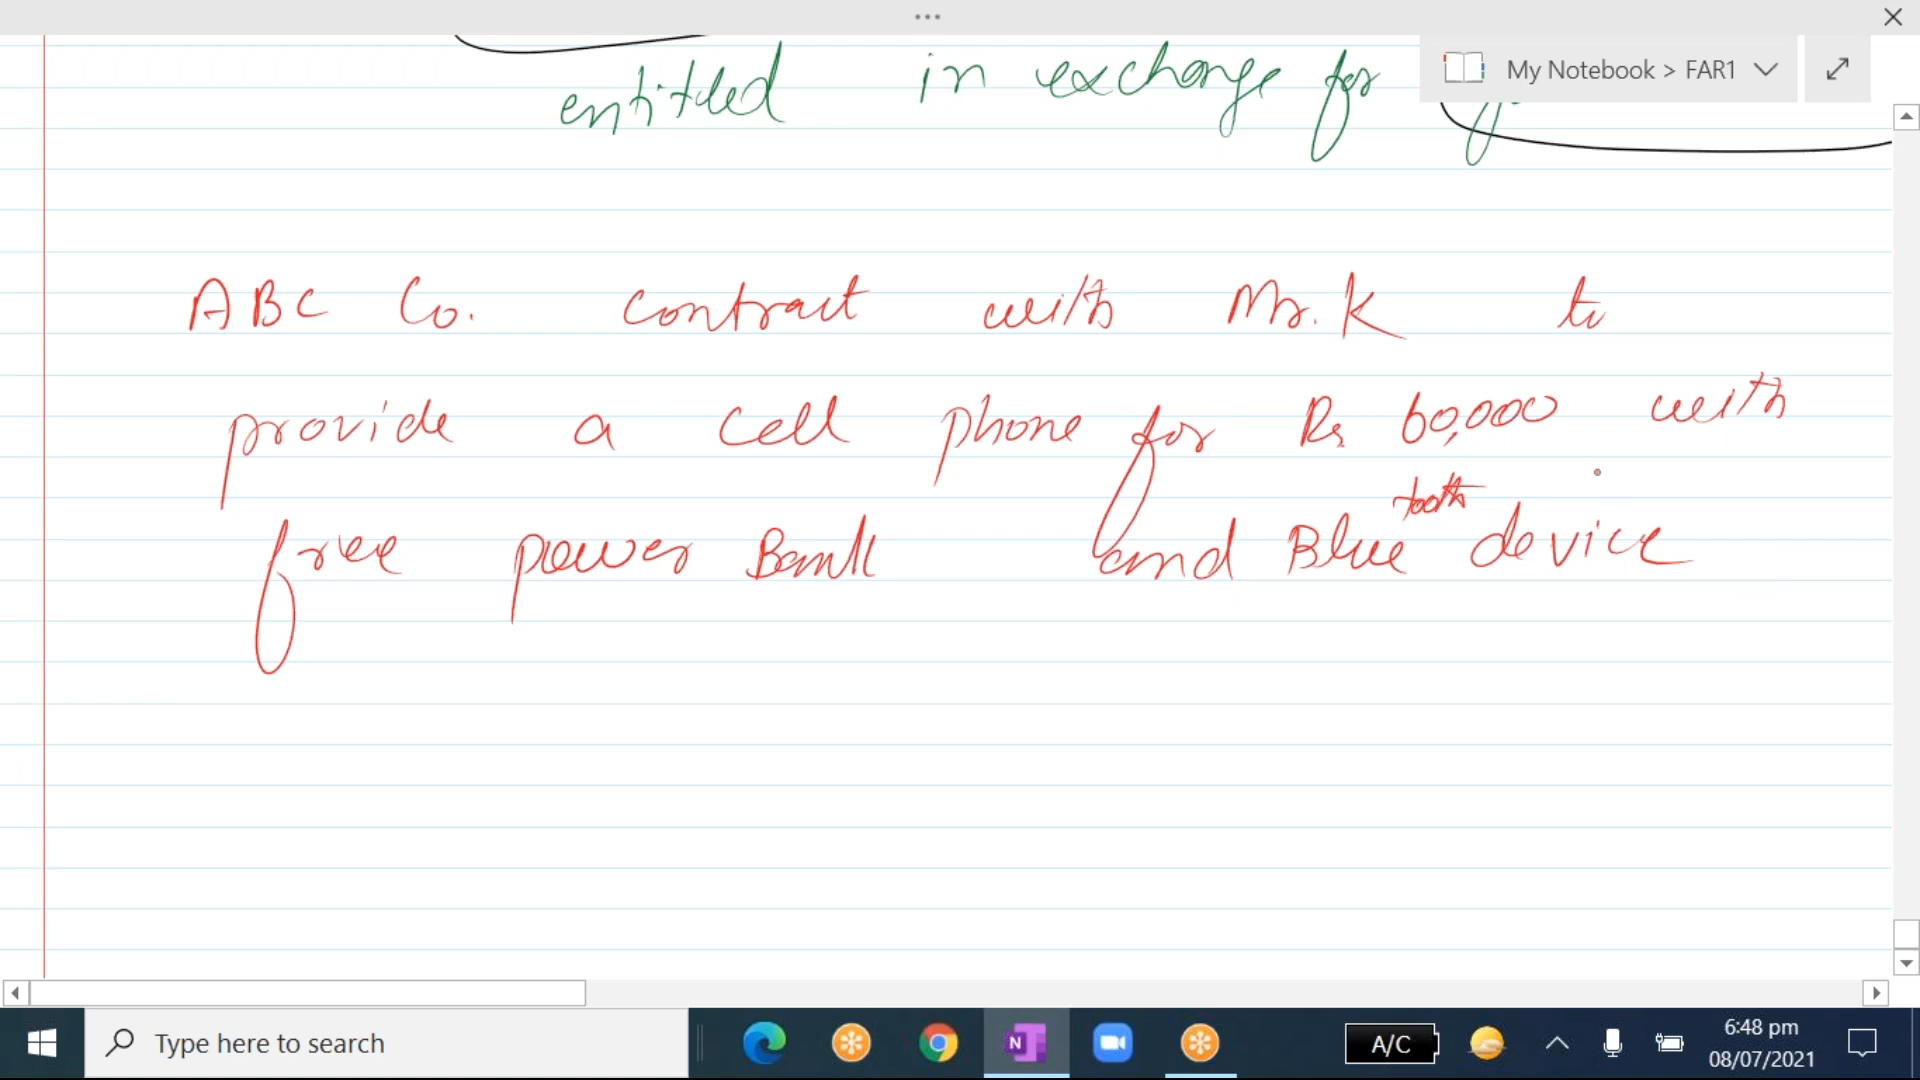 My Notebook > FAR1
entitled in exchange for
ABC Co. contract with Mr. K to
provide a cell phone for Rs 60,000 with
free power Bank and Blue tooth device
Type here to search
A/C
6:48 pm
08/07/2021